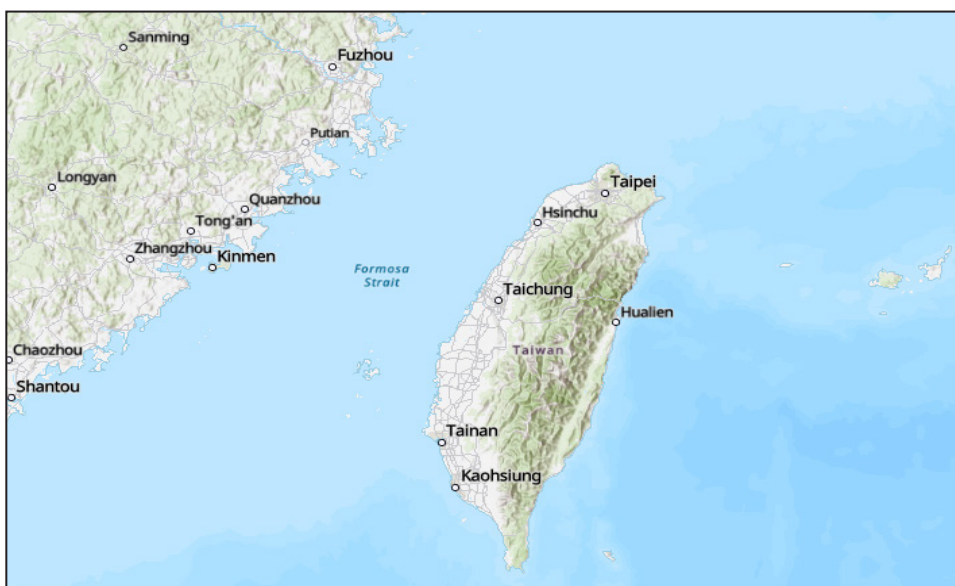 Sanming
Fuzhou
Putian
Longyan
Taipei
Quanzhou
Hsinchu
Tong'an
Zhangzhou
Kinmen
Formosa
Strait
Taichung
Hualien
Taiwan
Chaozhou
Shantou
Tainan
Kaohsiung